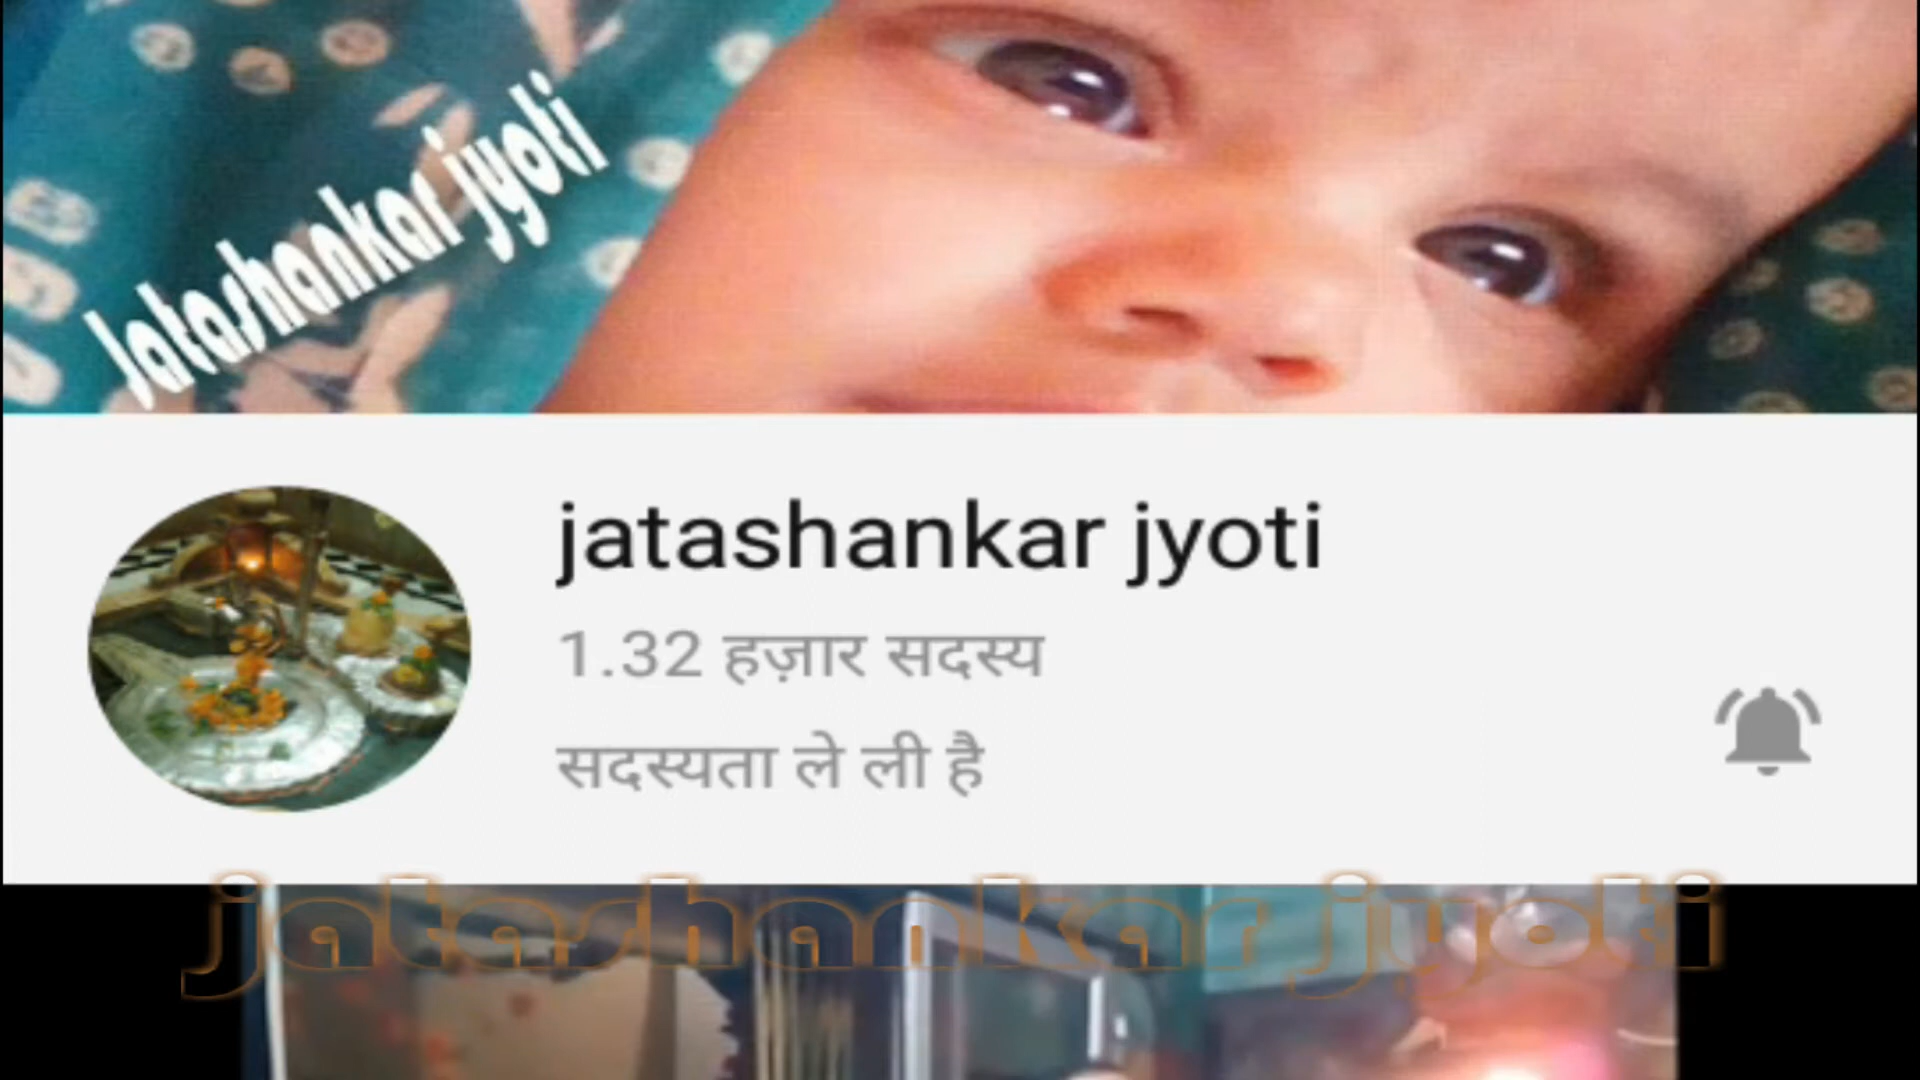 Jatashankar jyoti
jatashankar jyoti
1.32 हज़ार सदस्य
सदस्यता ले ली है
jatashankar jyoti